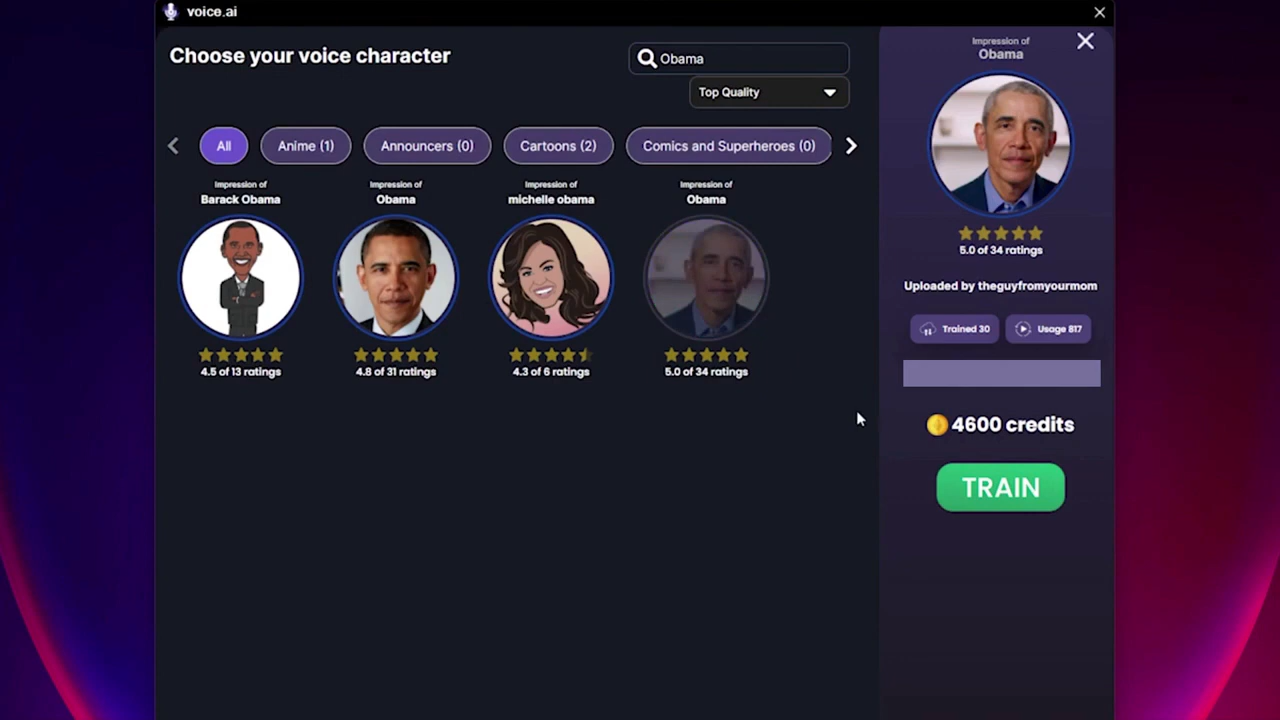 voice.ai
Choose your voice character
Obama
Top Quality
All
Anime (1)
Announcers (0)
Cartoons (2)
Comics and Superheroes (0)
Impression of
Barack Obama
4.5 of 13 ratings
Impression of
Obama
4.8 of 31 ratings
Impression of
michelle obama
4.3 of 6 ratings
Impression of
Obama
5.0 of 34 ratings
Impression of
Obama
5.0 of 34 ratings
Uploaded by theguyfromyourmom
Trained 30
Usage 817
4600 credits
TRAIN